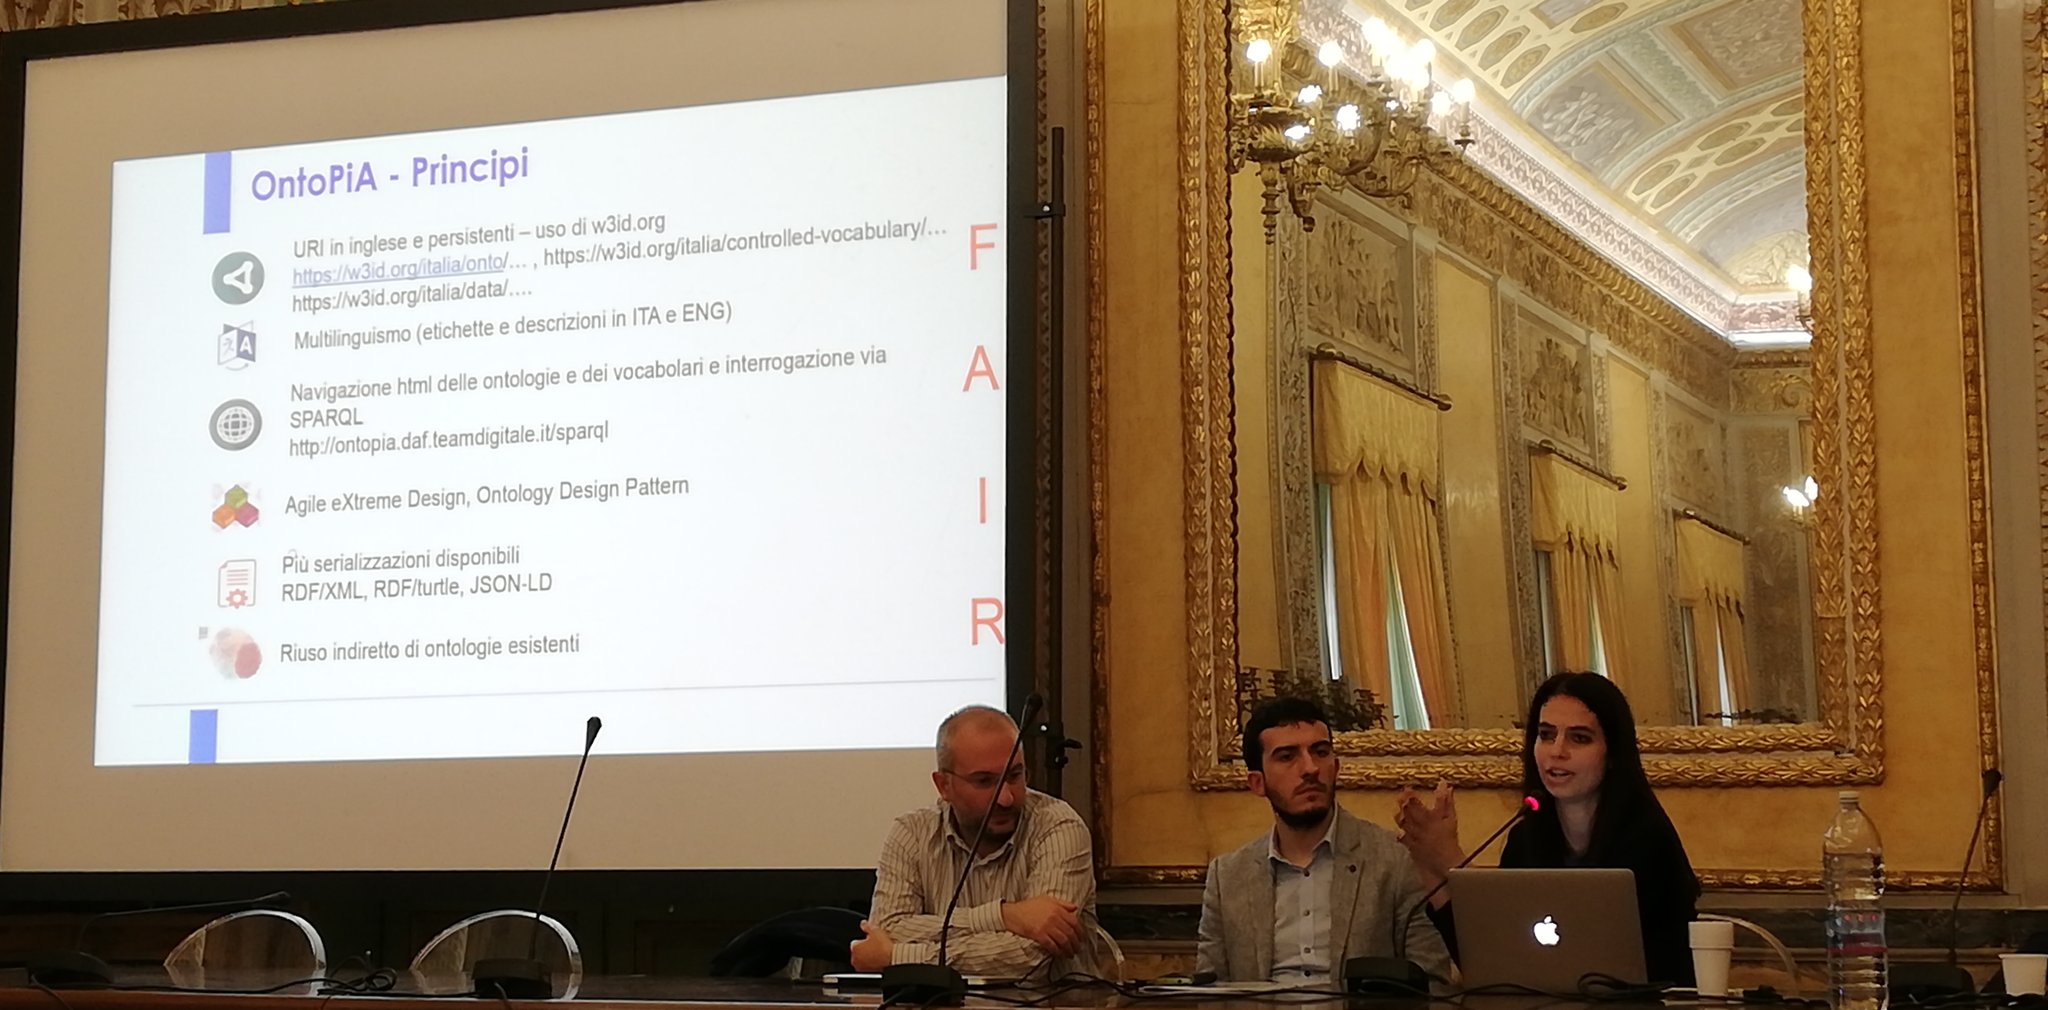 OntoPiA - Principi
URI in inglese e persistenti – uso di w3id.org
https://w3id.org/italia/onto/... , https://w3id.org/italia/controlled-vocabulary/...
https://w3id.org/italia/data/....
F
Multilinguismo (etichette e descrizioni in ITA e ENG)
Navigazione html delle ontologie e dei vocabolari e interrogazione via
SPARQL
http://ontopia.daf.teamdigitale.it/sparql
A
Agile eXtreme Design, Ontology Design Pattern
I
Più serializzazioni disponibili
RDF/XML, RDF/turtle, JSON-LD
R
Riuso indiretto di ontologie esistenti
A